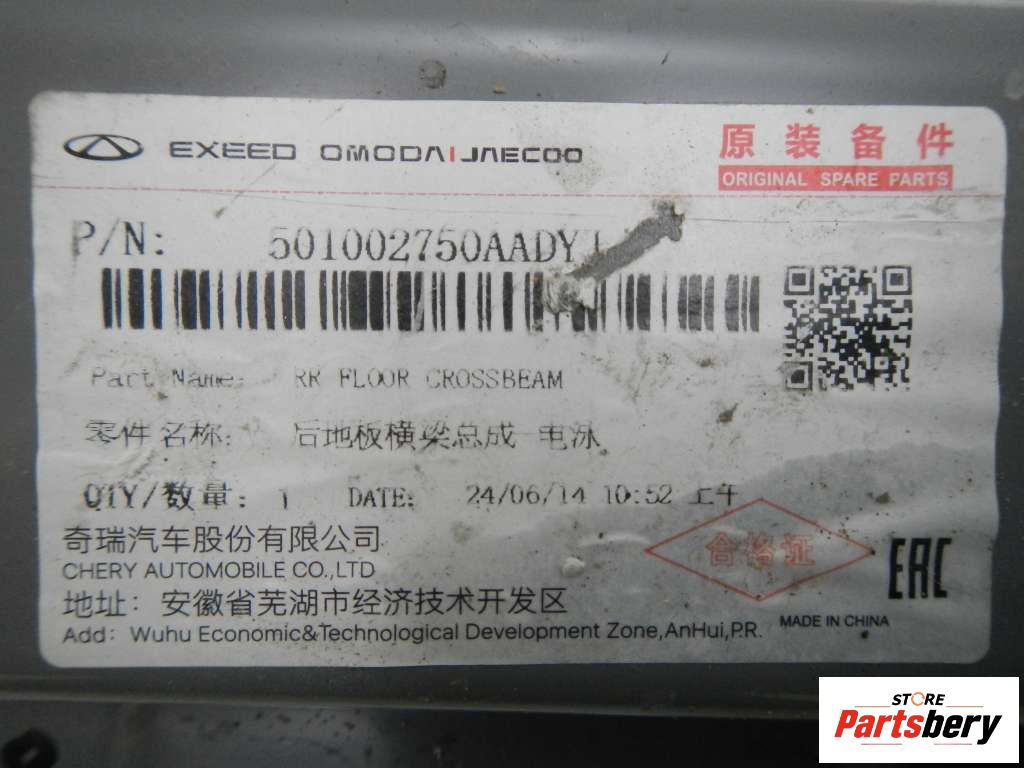 EXEED OMODA JAECOO
原装备件
ORIGINAL SPARE PARTS
P/N: 501002750AADYJ
Part Name: RR FLOOR CROSSBEAM
零件名称: 后地板横梁总成-电泳
QTY/数量: 1 DATE: 24/06/14 10:52 上午
奇瑞汽车股份有限公司
CHERY AUTOMOBILE CO.,LTD
合格证
EAC
地址: 安徽省芜湖市经济技术开发区
Add: Wuhu Economic&Technological Development Zone,AnHui,P.R.
MADE IN CHINA
STORE
Partsbery